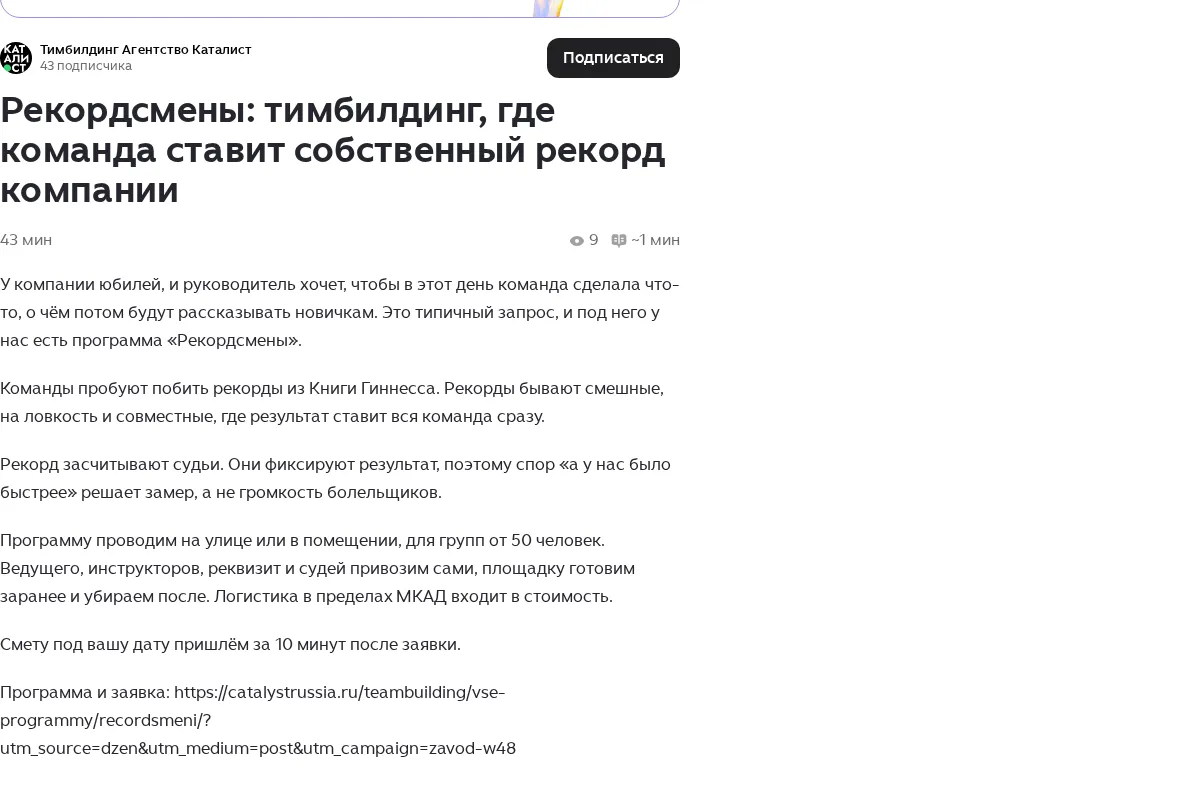 КАТ
АЛИ
СТ
Тимбилдинг Агентство Каталист
43 подписчика
Подписаться
Рекордсмены: тимбилдинг, где
команда ставит собственный рекорд
компании
43 мин
9
~1 мин
У компании юбилей, и руководитель хочет, чтобы в этот день команда сделала что-
то, о чём потом будут рассказывать новичкам. Это типичный запрос, и под него у
нас есть программа «Рекордсмены».
Команды пробуют побить рекорды из Книги Гиннесса. Рекорды бывают смешные,
на ловкость и совместные, где результат ставит вся команда сразу.
Рекорд засчитывают судьи. Они фиксируют результат, поэтому спор «а у нас было
быстрее» решает замер, а не громкость болельщиков.
Программу проводим на улице или в помещении, для групп от 50 человек.
Ведущего, инструкторов, реквизит и судей привозим сами, площадку готовим
заранее и убираем после. Логистика в пределах МКАД входит в стоимость.
Смету под вашу дату пришлём за 10 минут после заявки.
Программа и заявка: https://catalystrussia.ru/teambuilding/vse-
programmy/recordsmeni/?
utm_source=dzen&utm_medium=post&utm_campaign=zavod-w48